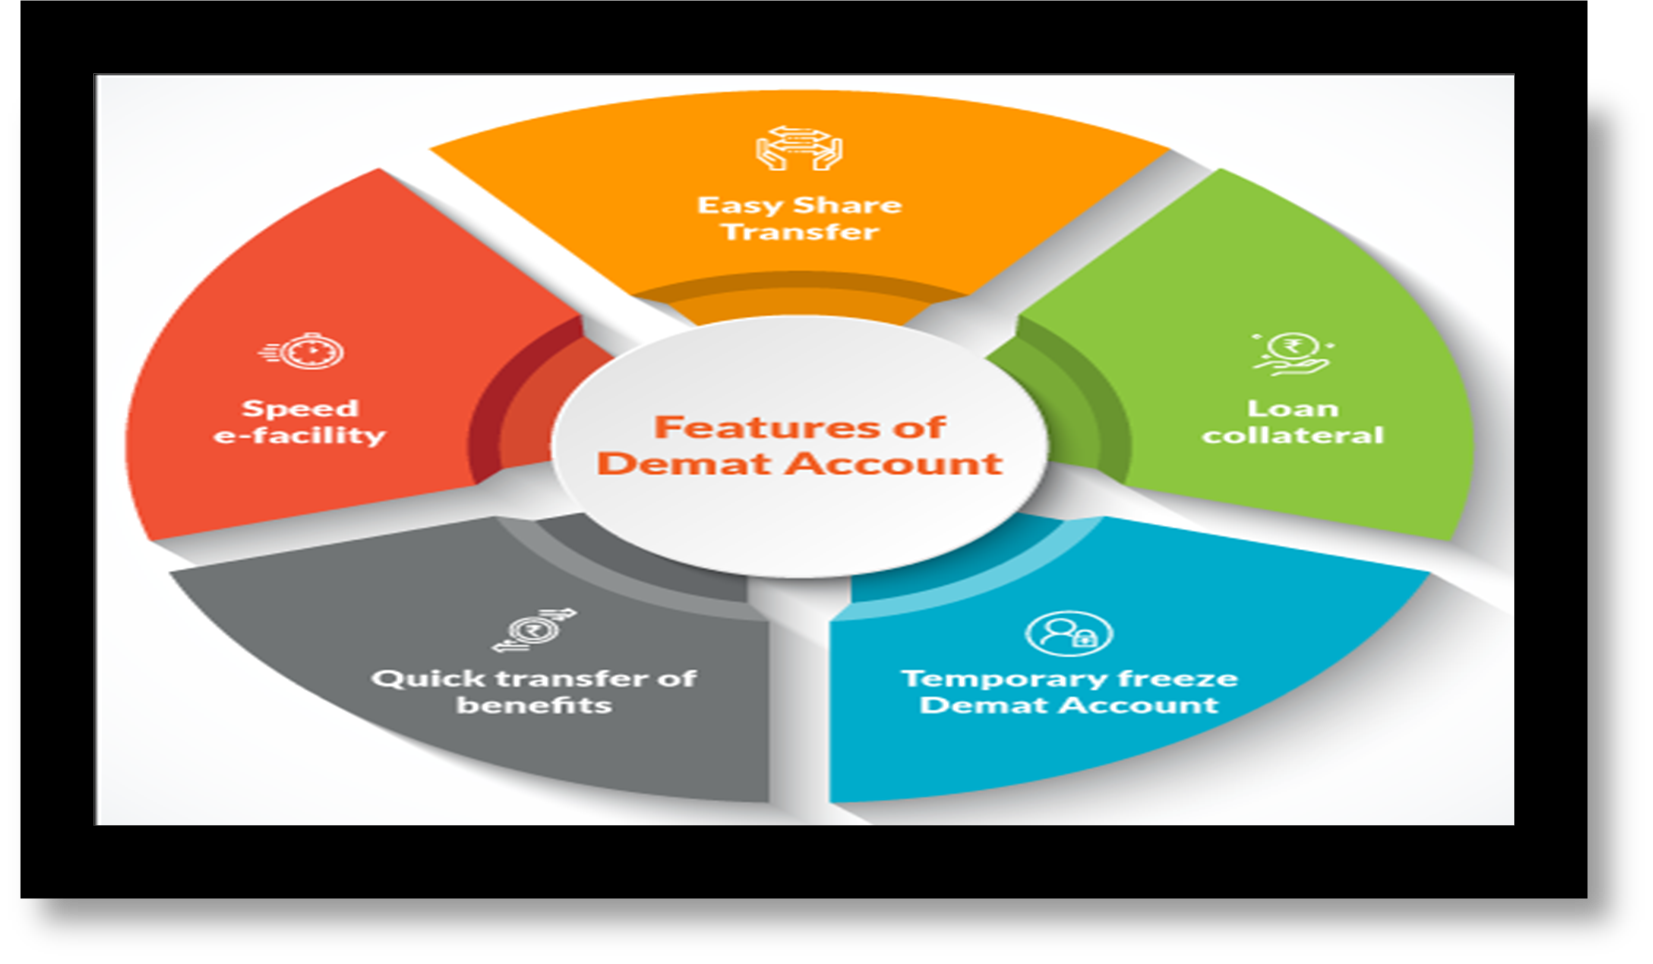 Easy Share
Transfer
Speed
e-facility
Loan
collateral
Features of
Demat Account
Quick transfer of
benefits
Temporary freeze
Demat Account